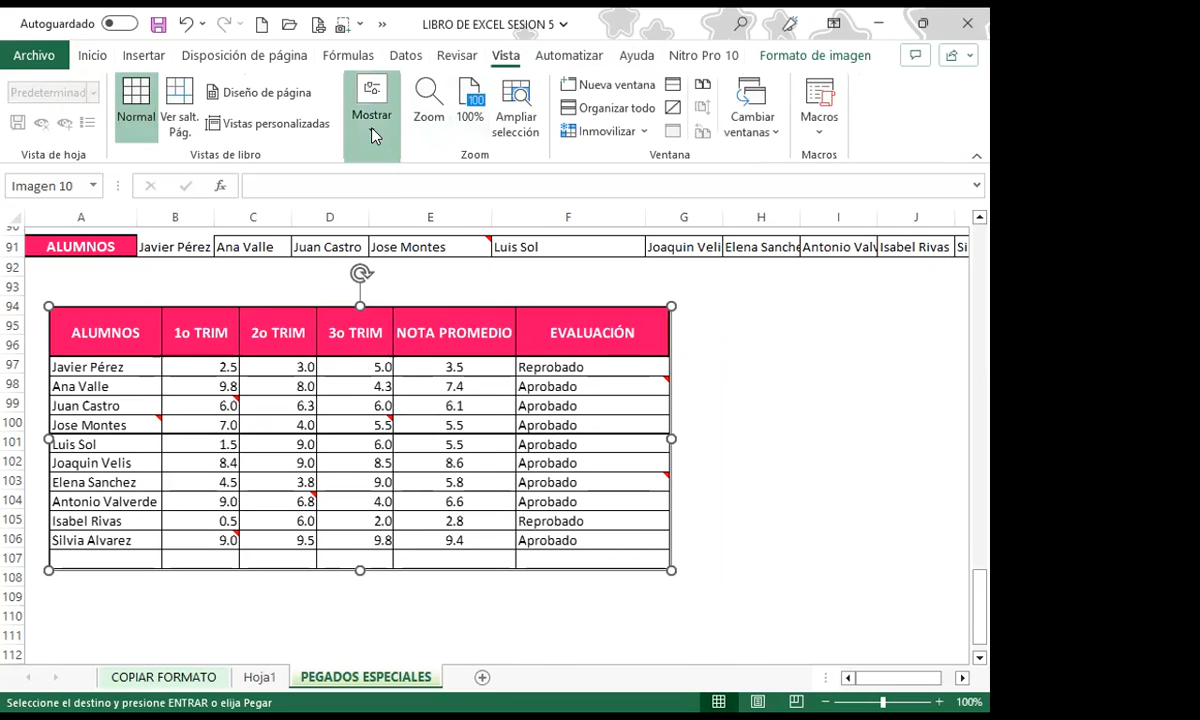 Autoguardado
LIBRO DE EXCEL SESION 5
Archivo Inicio Insertar Disposición de página Fórmulas Datos Revisar Vista Automatizar Ayuda Nitro Pro 10 Formato de imagen
Predeterminad
Normal
Ver salt. Pág.
Diseño de página
Vistas personalizadas
Mostrar
Zoom
100
100%
Ampliar selección
Nueva ventana
Organizar todo
Inmovilizar
Cambiar ventanas
Macros
Vista de hoja Vistas de libro Zoom Ventana Macros
Imagen 10 fx
A B C D E F G H I J
91 ALUMNOS Javier Pérez Ana Valle Juan Castro Jose Montes Luis Sol Joaquin Veli Elena Sanche Antonio Valv Isabel Rivas Si
92
93
94
95 ALUMNOS 1o TRIM 2o TRIM 3o TRIM NOTA PROMEDIO EVALUACIÓN
96
97 Javier Pérez 2.5 3.0 5.0 3.5 Reprobado
98 Ana Valle 9.8 8.0 4.3 7.4 Aprobado
99 Juan Castro 6.0 6.3 6.0 6.1 Aprobado
100 Jose Montes 7.0 4.0 5.5 5.5 Aprobado
101 Luis Sol 1.5 9.0 6.0 5.5 Aprobado
102 Joaquin Velis 8.4 9.0 8.5 8.6 Aprobado
103 Elena Sanchez 4.5 3.8 9.0 5.8 Aprobado
104 Antonio Valverde 9.0 6.8 4.0 6.6 Aprobado
105 Isabel Rivas 0.5 6.0 2.0 2.8 Reprobado
106 Silvia Alvarez 9.0 9.5 9.8 9.4 Aprobado
107
108
109
110
111
112
COPIAR FORMATO Hoja1 PEGADOS ESPECIALES
Seleccione el destino y presione ENTRAR o elija Pegar 100%